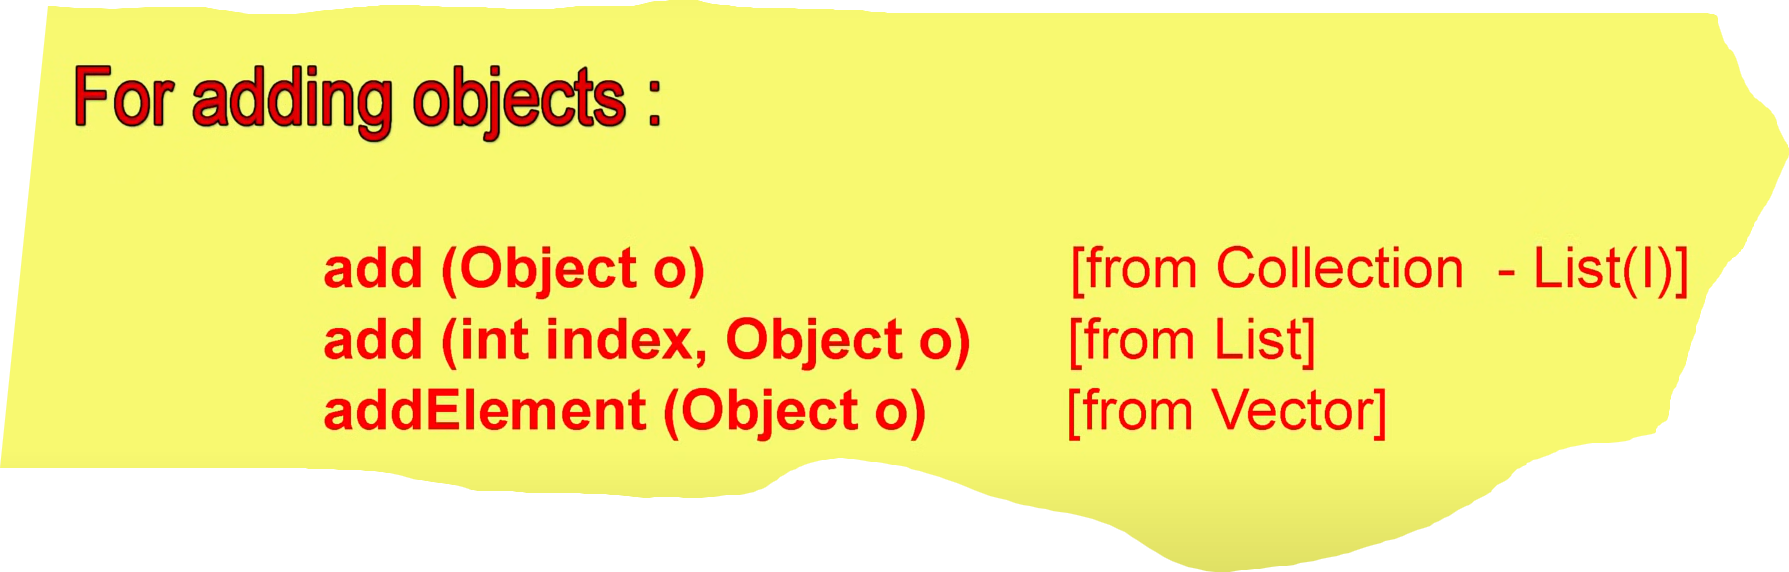 For adding objects :
add (Object o) [from Collection - List(I)]
add (int index, Object o) [from List]
addElement (Object o) [from Vector]